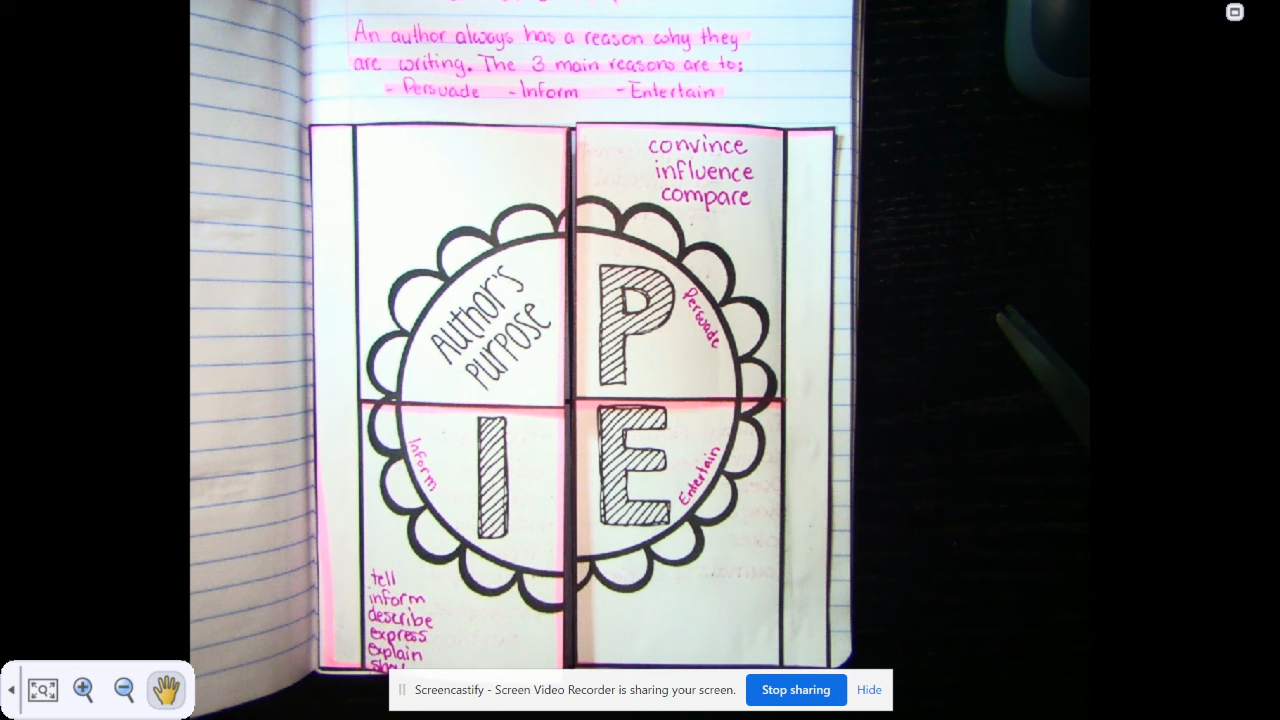 An author always has a reason why they
are writing. The 3 main reasons are to:
- Persuade - Inform - Entertain
convince
influence
compare
Author's
Purpose
P
Persuade
I
Inform
E
Entertain
tell
inform
describe
express
explain
Screencastify - Screen Video Recorder is sharing your screen.
Stop sharing
Hide